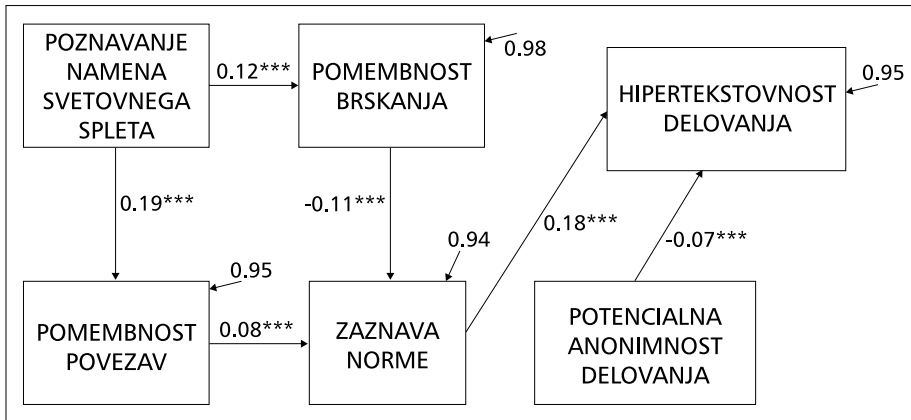 POZNAVANJE
NAMENA
SVETOVNEGA
SPLETA
0.12***
POMEMBNOST
BRSKANJA
0.98
HIPERTEKSTOVNOST
DELOVANJA
0.95
0.19***
-0.11***
0.18***
-0.07***
POMEMBNOST
POVEZAV
0.95
0.08***
ZAZNAVA
NORME
0.94
POTENCIALNA
ANONIMNOST
DELOVANJA